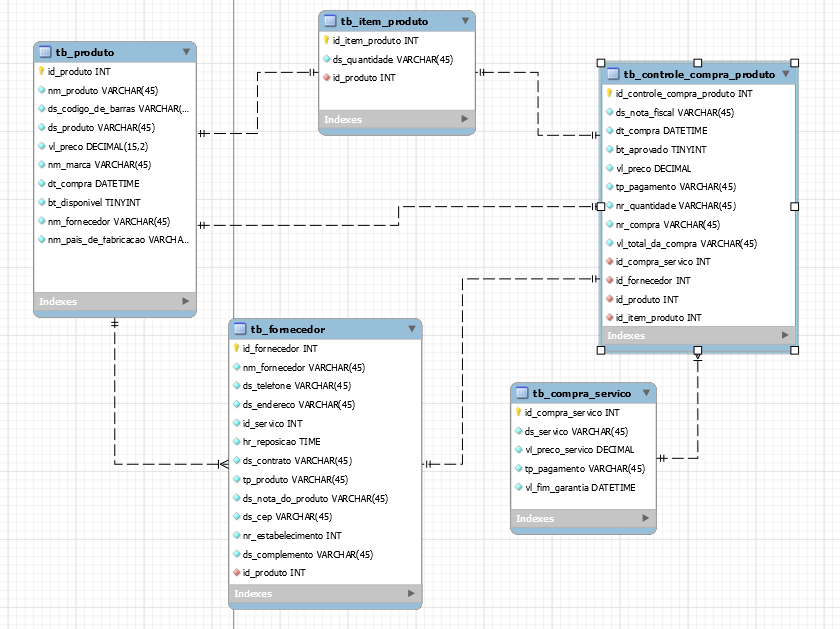 tb_produto
id_produto INT
nm_produto VARCHAR(45)
ds_codigo_de_barras VARCHAR(...
ds_produto VARCHAR(45)
vl_preco DECIMAL(15,2)
nm_marca VARCHAR(45)
dt_compra DATETIME
bt_disponivel TINYINT
nm_fornecedor VARCHAR(45)
nm_pais_de_fabricacao VARCHA...
Indexes
tb_item_produto
id_item_produto INT
ds_quantidade VARCHAR(45)
id_produto INT
Indexes
tb_controle_compra_produto
id_controle_compra_produto INT
ds_nota_fiscal VARCHAR(45)
dt_compra DATETIME
bt_aprovado TINYINT
vl_preco DECIMAL
tp_pagamento VARCHAR(45)
nr_quantidade VARCHAR(45)
nr_compra VARCHAR(45)
vl_total_da_compra VARCHAR(45)
id_compra_servico INT
id_fornecedor INT
id_produto INT
id_item_produto INT
Indexes
tb_fornecedor
id_fornecedor INT
nm_fornecedor VARCHAR(45)
ds_telefone VARCHAR(45)
ds_endereco VARCHAR(45)
id_servico INT
hr_reposicao TIME
ds_contrato VARCHAR(45)
tp_produto VARCHAR(45)
ds_nota_do_produto VARCHAR(45)
ds_cep VARCHAR(45)
nr_estabelecimento INT
ds_complemento VARCHAR(45)
id_produto INT
Indexes
tb_compra_servico
id_compra_servico INT
ds_servico VARCHAR(45)
vl_preco_servico DECIMAL
tp_pagamento VARCHAR(45)
vl_fim_garantia DATETIME
Indexes